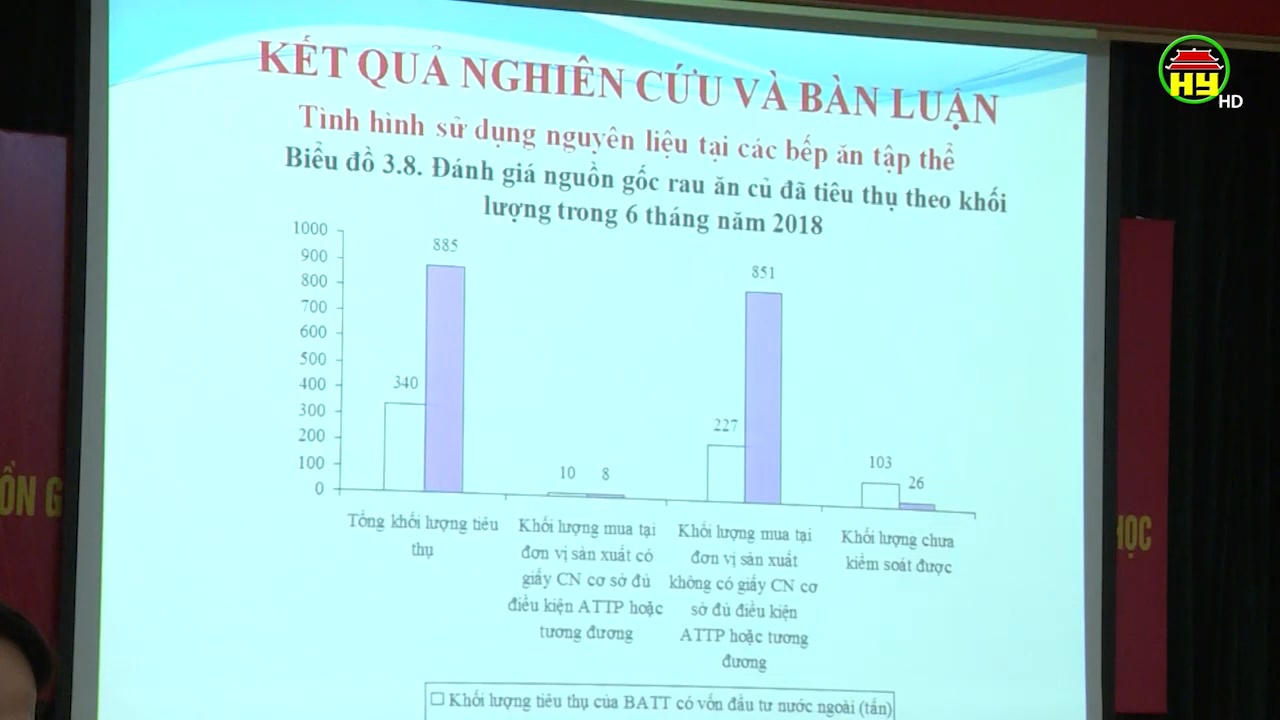 HY
HD
KẾT QUẢ NGHIÊN CỨU VÀ BÀN LUẬN
Tình hình sử dụng nguyên liệu tại các bếp ăn tập thể
Biểu đồ 3.8. Đánh giá nguồn gốc rau ăn củ đã tiêu thụ theo khối
lượng trong 6 tháng năm 2018
1000
900
800
700
600
500
400
300
200
100
0
340
885
10
8
227
851
103
26
Tổng khối lượng tiêu
thụ
Khối lượng mua tại
đơn vị sản xuất có
giấy CN cơ sở đủ
điều kiện ATTP hoặc
tương đương
Khối lượng mua tại
đơn vị sản xuất
không có giấy CN cơ
sở đủ điều kiện
ATTP hoặc tương
đương
Khối lượng chưa
kiểm soát được
Khối lượng tiêu thụ của BATT có vốn đầu tư nước ngoài (tấn)
ỒN G
HỌC